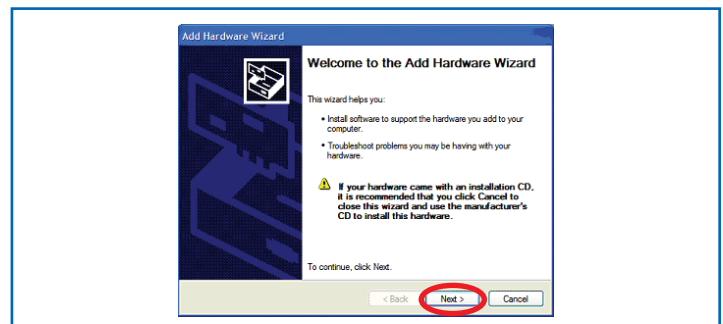 Add Hardware Wizard
Welcome to the Add Hardware Wizard
This wizard helps you:
• Install software to support the hardware you add to your
computer.
• Troubleshoot problems you may be having with your
hardware.
If your hardware came with an installation CD,
it is recommended that you click Cancel to
close this wizard and use the manufacturer's
CD to install this hardware.
To continue, click Next.
< Back Next > Cancel